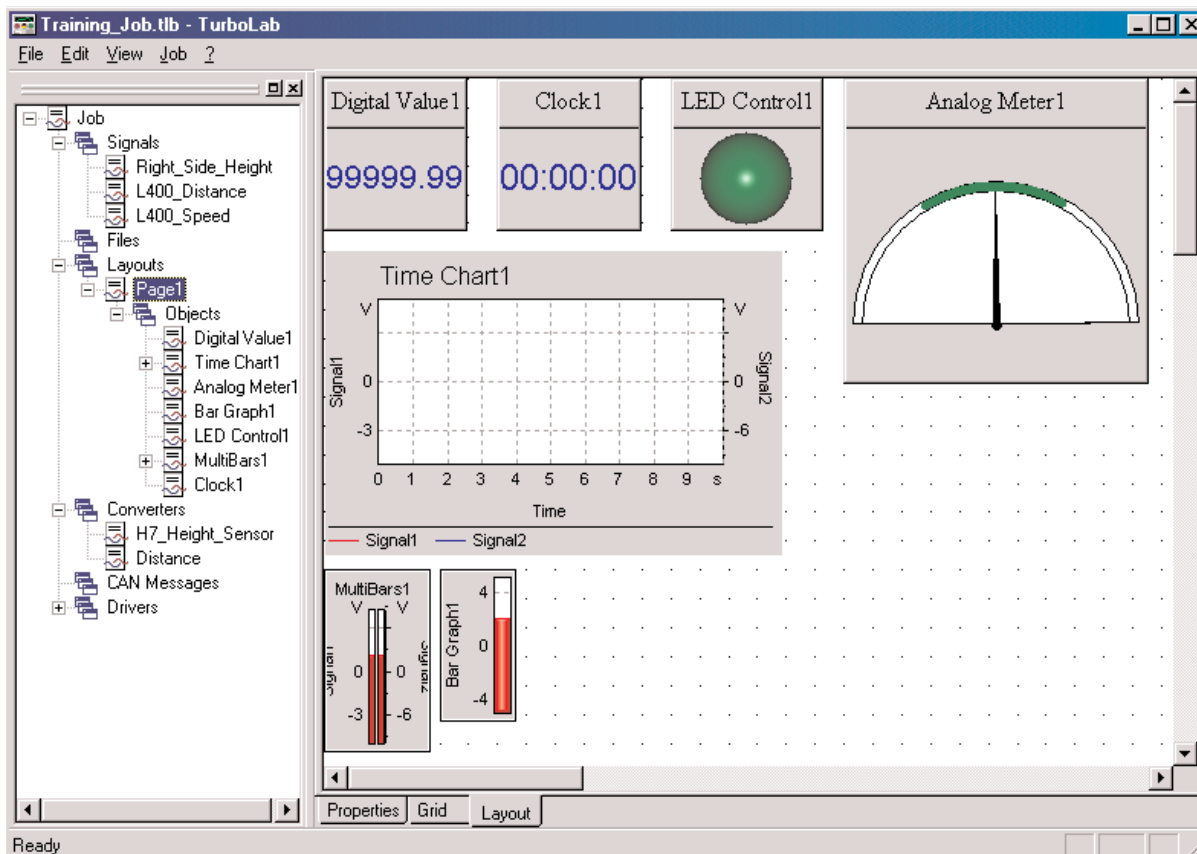 Training_Job.tlb - TurboLab
File Edit View Job ?
Job
Signals
Right_Side_Height
L400_Distance
L400_Speed
Files
Layouts
Page1
Objects
Digital Value1
Time Chart1
Analog Meter1
Bar Graph1
LED Control1
MultiBars1
Clock1
Converters
H7_Height_Sensor
Distance
CAN Messages
Drivers
Digital Value1
99999.99
Clock1
00:00:00
LED Control1
Analog Meter1
Time Chart1
V V
Signal1
Signal2
0 0
-3 -6
0 1 2 3 4 5 6 7 8 9 s
Time
Signal1 Signal2
MultiBars1
V V
0 0
-3 -6
Bar Graph1
4
0
-4
Properties Grid Layout
Ready